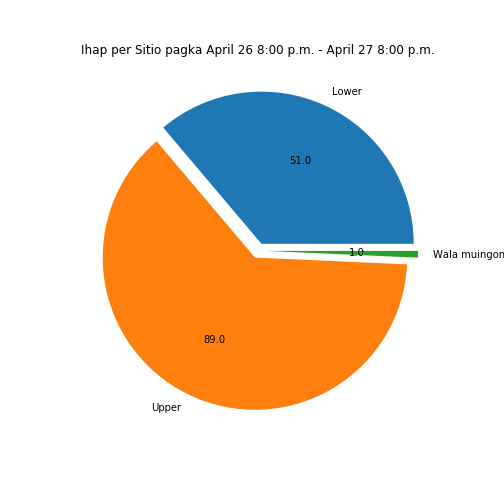 Ihap per Sitio pagka April 26 8:00 p.m. - April 27 8:00 p.m.
Lower
51.0
1.0
Wala muingon
89.0
Upper